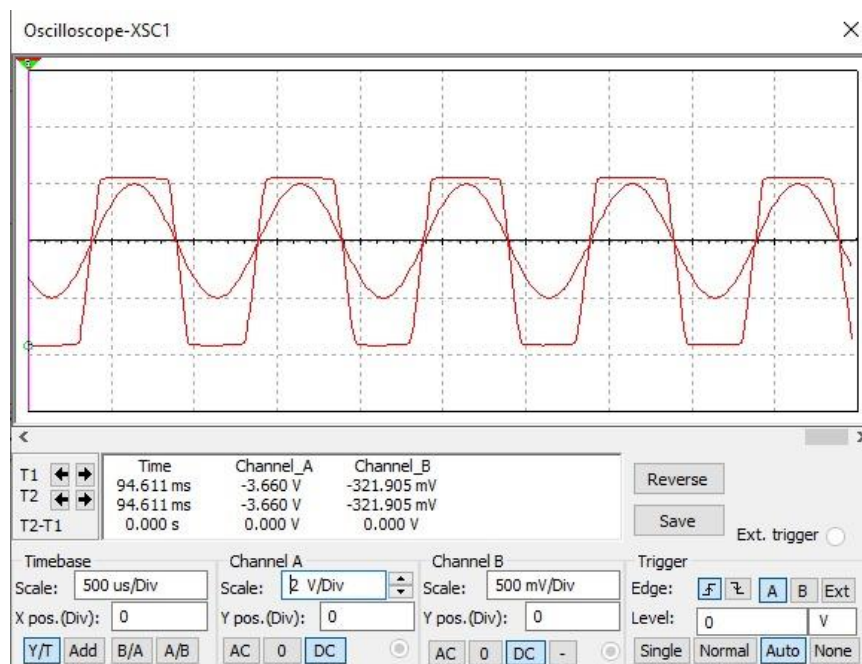 Oscilloscope-XSC1
Time Channel_A Channel_B
T1 94.611 ms -3.660 V -321.905 mV
T2 94.611 ms -3.660 V -321.905 mV
T2-T1 0.000 s 0.000 V 0.000 V
Reverse
Save
Ext. trigger
Timebase
Scale: 500 us/Div
X pos.(Div): 0
Y/T Add B/A A/B
Channel A
Scale: 2 V/Div
Y pos.(Div): 0
AC 0 DC
Channel B
Scale: 500 mV/Div
Y pos.(Div): 0
AC 0 DC -
Trigger
Edge: A B Ext
Level: 0 V
Single Normal Auto None